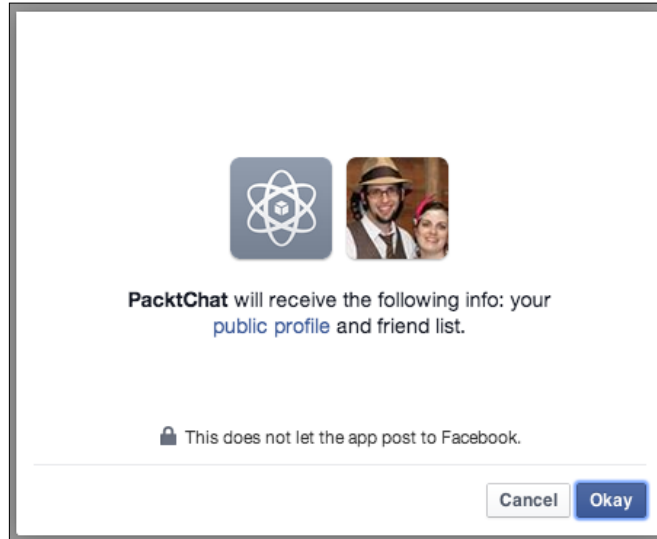 PacktChat will receive the following info: your
public profile and friend list.
This does not let the app post to Facebook.
Cancel
Okay